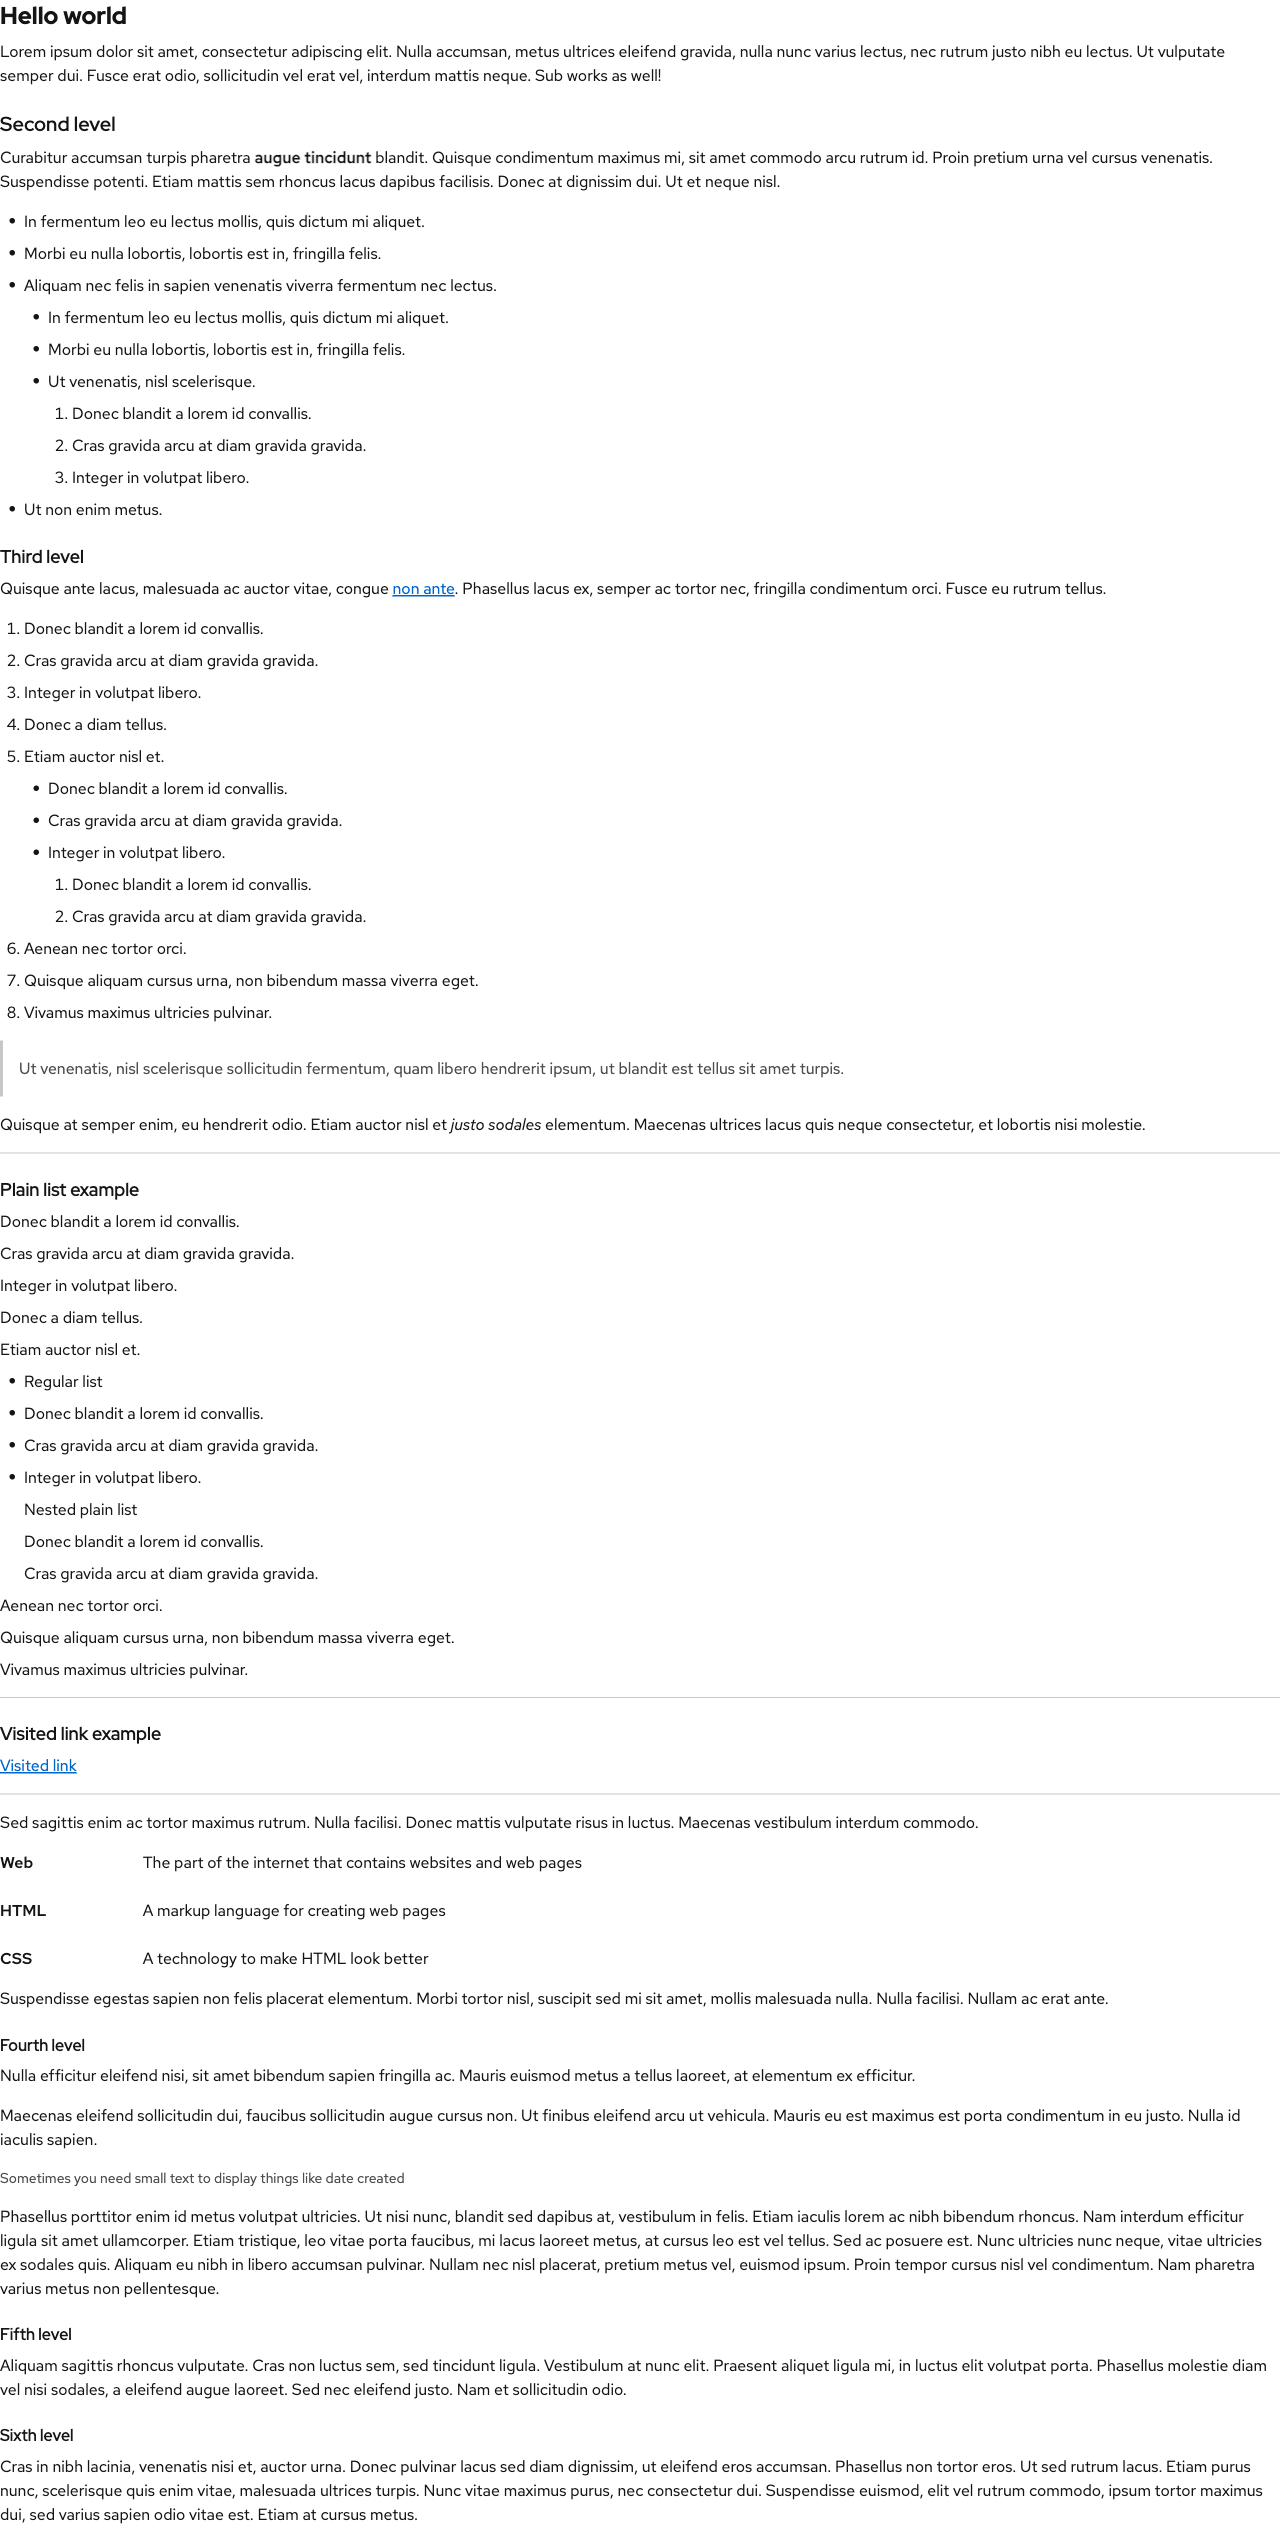 Hello world
Lorem ipsum dolor sit amet, consectetur adipiscing elit. Nulla accumsan, metus ultrices eleifend gravida, nulla nunc varius lectus, nec rutrum justo nibh eu lectus. Ut vulputate
semper dui. Fusce erat odio, sollicitudin vel erat vel, interdum mattis neque. Sub works as well!
Second level
Curabitur accumsan turpis pharetra augue tincidunt blandit. Quisque condimentum maximus mi, sit amet commodo arcu rutrum id. Proin pretium urna vel cursus venenatis.
Suspendisse potenti. Etiam mattis sem rhoncus lacus dapibus facilisis. Donec at dignissim dui. Ut et neque nisl.
• In fermentum leo eu lectus mollis, quis dictum mi aliquet.
• Morbi eu nulla lobortis, lobortis est in, fringilla felis.
• Aliquam nec felis in sapien venenatis viverra fermentum nec lectus.
• In fermentum leo eu lectus mollis, quis dictum mi aliquet.
• Morbi eu nulla lobortis, lobortis est in, fringilla felis.
• Ut venenatis, nisl scelerisque.
1. Donec blandit a lorem id convallis.
2. Cras gravida arcu at diam gravida gravida.
3. Integer in volutpat libero.
• Ut non enim metus.
Third level
Quisque ante lacus, malesuada ac auctor vitae, congue non ante. Phasellus lacus ex, semper ac tortor nec, fringilla condimentum orci. Fusce eu rutrum tellus.
1. Donec blandit a lorem id convallis.
2. Cras gravida arcu at diam gravida gravida.
3. Integer in volutpat libero.
4. Donec a diam tellus.
5. Etiam auctor nisl et.
• Donec blandit a lorem id convallis.
• Cras gravida arcu at diam gravida gravida.
• Integer in volutpat libero.
1. Donec blandit a lorem id convallis.
2. Cras gravida arcu at diam gravida gravida.
6. Aenean nec tortor orci.
7. Quisque aliquam cursus urna, non bibendum massa viverra eget.
8. Vivamus maximus ultricies pulvinar.
Ut venenatis, nisl scelerisque sollicitudin fermentum, quam libero hendrerit ipsum, ut blandit est tellus sit amet turpis.
Quisque at semper enim, eu hendrerit odio. Etiam auctor nisl et justo sodales elementum. Maecenas ultrices lacus quis neque consectetur, et lobortis nisi molestie.
Plain list example
Donec blandit a lorem id convallis.
Cras gravida arcu at diam gravida gravida.
Integer in volutpat libero.
Donec a diam tellus.
Etiam auctor nisl et.
• Regular list
• Donec blandit a lorem id convallis.
• Cras gravida arcu at diam gravida gravida.
• Integer in volutpat libero.
Nested plain list
Donec blandit a lorem id convallis.
Cras gravida arcu at diam gravida gravida.
Aenean nec tortor orci.
Quisque aliquam cursus urna, non bibendum massa viverra eget.
Vivamus maximus ultricies pulvinar.
Visited link example
Visited link
Sed sagittis enim ac tortor maximus rutrum. Nulla facilisi. Donec mattis vulputate risus in luctus. Maecenas vestibulum interdum commodo.
Web The part of the internet that contains websites and web pages
HTML A markup language for creating web pages
CSS A technology to make HTML look better
Suspendisse egestas sapien non felis placerat elementum. Morbi tortor nisl, suscipit sed mi sit amet, mollis malesuada nulla. Nulla facilisi. Nullam ac erat ante.
Fourth level
Nulla efficitur eleifend nisi, sit amet bibendum sapien fringilla ac. Mauris euismod metus a tellus laoreet, at elementum ex efficitur.
Maecenas eleifend sollicitudin dui, faucibus sollicitudin augue cursus non. Ut finibus eleifend arcu ut vehicula. Mauris eu est maximus est porta condimentum in eu justo. Nulla id
iaculis sapien.
Sometimes you need small text to display things like date created
Phasellus porttitor enim id metus volutpat ultricies. Ut nisi nunc, blandit sed dapibus at, vestibulum in felis. Etiam iaculis lorem ac nibh bibendum rhoncus. Nam interdum efficitur
ligula sit amet ullamcorper. Etiam tristique, leo vitae porta faucibus, mi lacus laoreet metus, at cursus leo est vel tellus. Sed ac posuere est. Nunc ultricies nunc neque, vitae ultricies
ex sodales quis. Aliquam eu nibh in libero accumsan pulvinar. Nullam nec nisl placerat, pretium metus vel, euismod ipsum. Proin tempor cursus nisl vel condimentum. Nam pharetra
varius metus non pellentesque.
Fifth level
Aliquam sagittis rhoncus vulputate. Cras non luctus sem, sed tincidunt ligula. Vestibulum at nunc elit. Praesent aliquet ligula mi, in luctus elit volutpat porta. Phasellus molestie diam
vel nisi sodales, a eleifend augue laoreet. Sed nec eleifend justo. Nam et sollicitudin odio.
Sixth level
Cras in nibh lacinia, venenatis nisi et, auctor urna. Donec pulvinar lacus sed diam dignissim, ut eleifend eros accumsan. Phasellus non tortor eros. Ut sed rutrum lacus. Etiam purus
nunc, scelerisque quis enim vitae, malesuada ultrices turpis. Nunc vitae maximus purus, nec consectetur dui. Suspendisse euismod, elit vel rutrum commodo, ipsum tortor maximus
dui, sed varius sapien odio vitae est. Etiam at cursus metus.